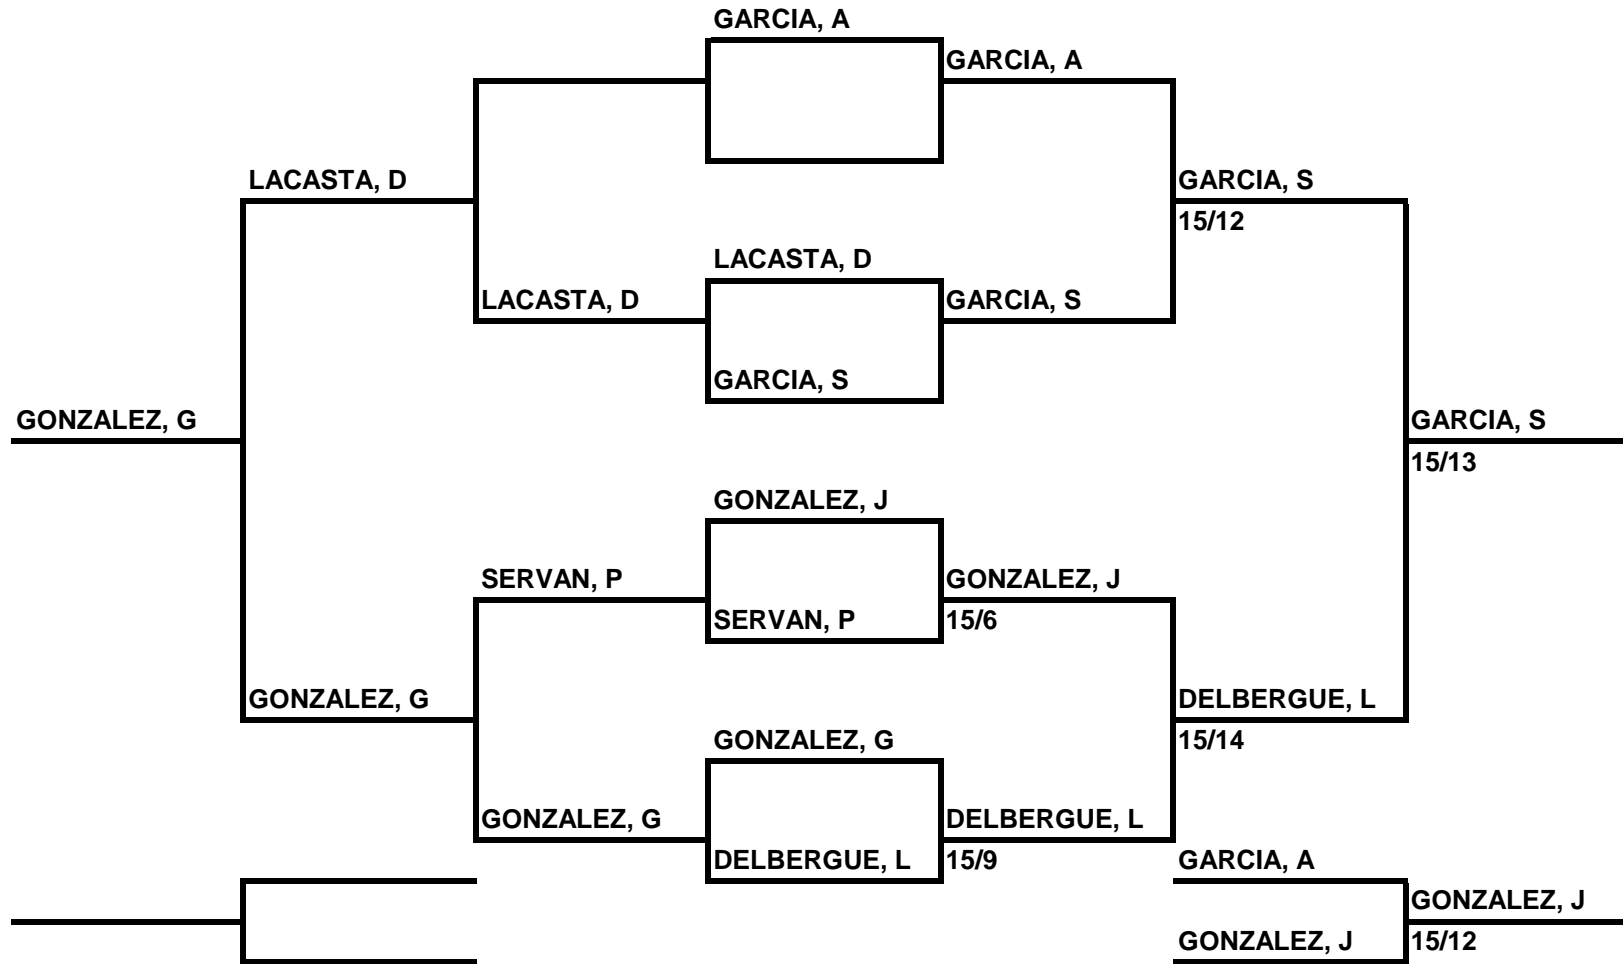 GARCIA, A
GARCIA, A
LACASTA, D
GARCIA, S
15/12
LACASTA, D
LACASTA, D
GARCIA, S
GARCIA, S
GONZALEZ, G
GARCIA, S
15/13
GONZALEZ, J
SERVAN, P
GONZALEZ, J
SERVAN, P
15/6
GONZALEZ, G
DELBERGUE, L
GONZALEZ, G
15/14
GONZALEZ, G
DELBERGUE, L
DELBERGUE, L
15/9
GARCIA, A
GONZALEZ, J
GONZALEZ, J
15/12